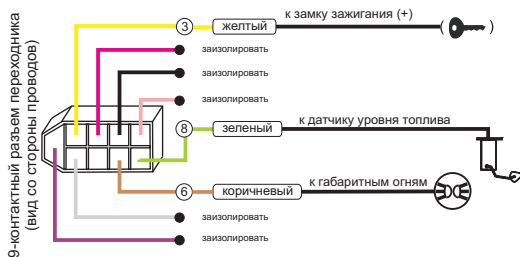 9-контактный разъем переходника
(вид со стороны проводов)
3 желтый к замку зажигания (+) ( )
заизолировать
заизолировать
заизолировать
8 зеленый к датчику уровня топлива
6 коричневый к габаритным огням
заизолировать
заизолировать